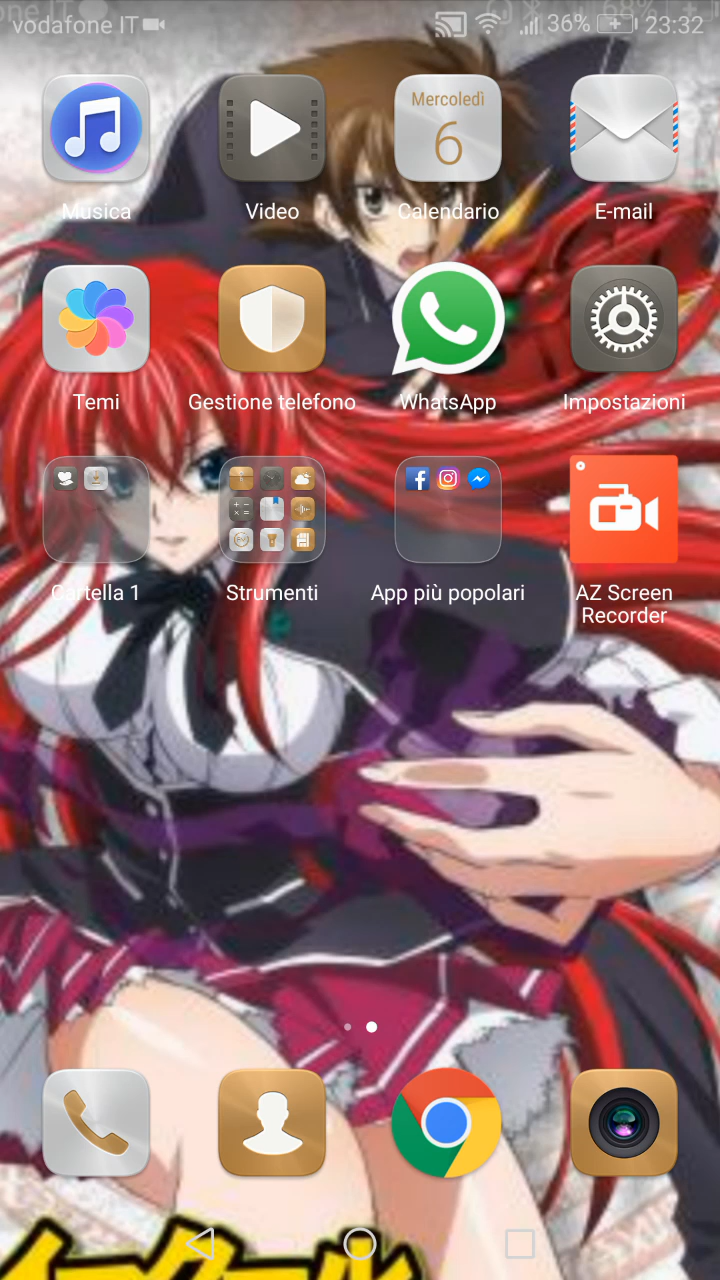 vodafone IT 36% 23:32
Mercoledì
6
Musica Video Calendario E-mail
Temi Gestione telefono WhatsApp Impostazioni
Cartella 1 Strumenti App più popolari AZ Screen
Recorder